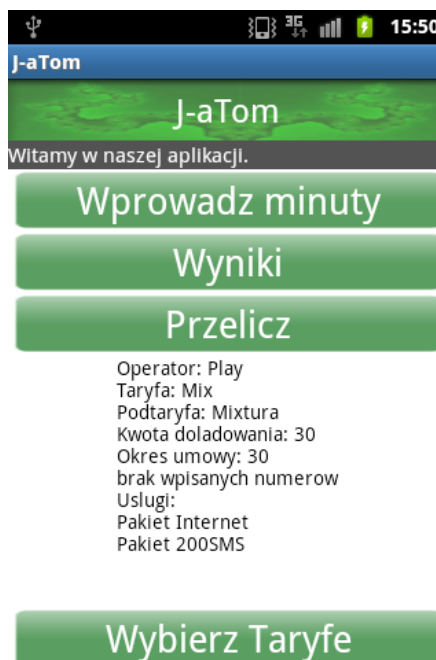 3G 15:50
J-aTom
J-aTom
Witamy w naszej aplikacji.
Wprowadz minuty
Wyniki
Przelicz
Operator: Play
Taryfa: Mix
Podtaryfa: Mixtura
Kwota doladowania: 30
Okres umowy: 30
brak wpisanych numerow
Uslugi:
Pakiet Internet
Pakiet 200SMS
Wybierz Taryfe